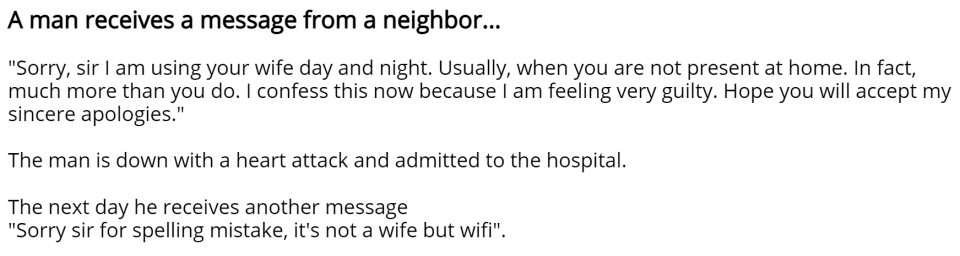 A man receives a message from a neighbor...
"Sorry, sir I am using your wife day and night. Usually, when you are not present at home. In fact,
much more than you do. I confess this now because I am feeling very guilty. Hope you will accept my
sincere apologies."
The man is down with a heart attack and admitted to the hospital.
The next day he receives another message
"Sorry sir for spelling mistake, it's not a wife but wifi".